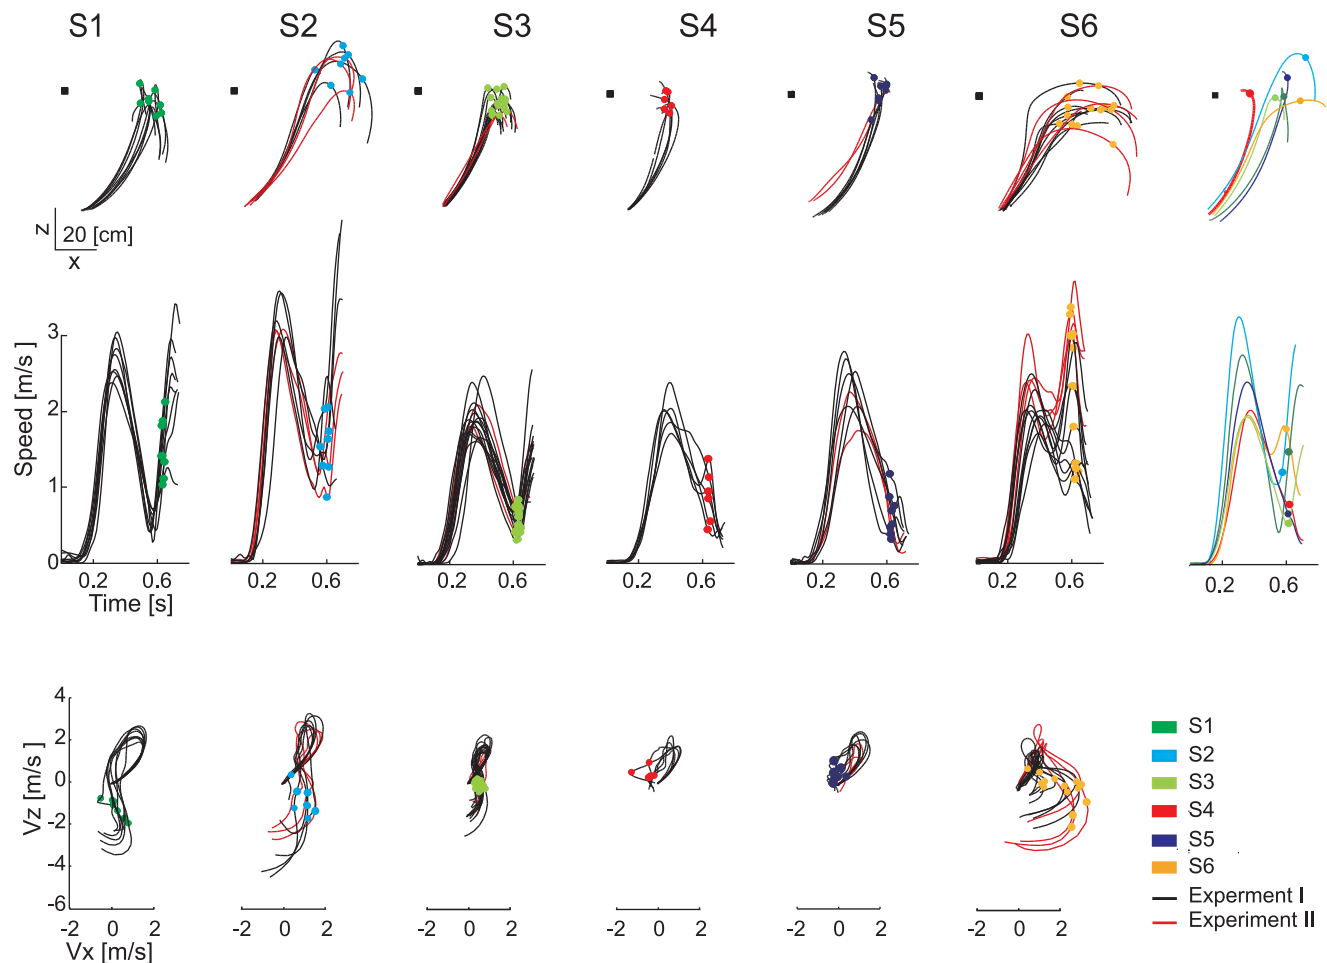 S1 S2 S3 S4 S5 S6
z
20 [cm]
x
Speed [m/s]
3
2
1
0
0.2 0.6 0.2 0.6 0.2 0.6 0.2 0.6 0.2 0.6 0.2 0.6 0.2 0.6
Time [s]
Vz [m/s]
4
2
0
-2
-4
-6
-2 0 2 -2 0 2 -2 0 2 -2 0 2 -2 0 2 -2 0 2
Vx [m/s]
S1
S2
S3
S4
S5
S6
Experment I
Experiment II